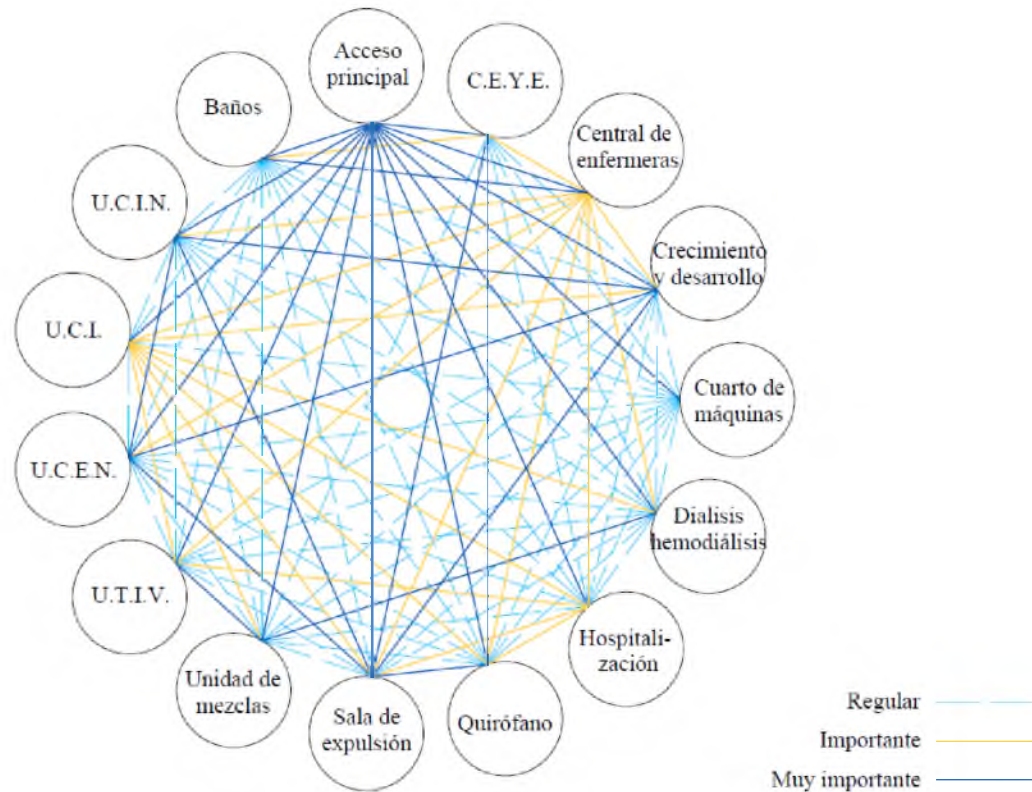 Acceso
principal
C.E.Y.E.
Central de
enfermeras
Crecimiento
y desarrollo
Cuarto de
máquinas
Dialisis
hemodiálisis
Hospitali-
zación
Quirófano
Sala de
expulsión
Unidad de
mezclas
U.T.I.V.
U.C.E.N.
U.C.I.
U.C.I.N.
Baños
Regular
Importante
Muy importante